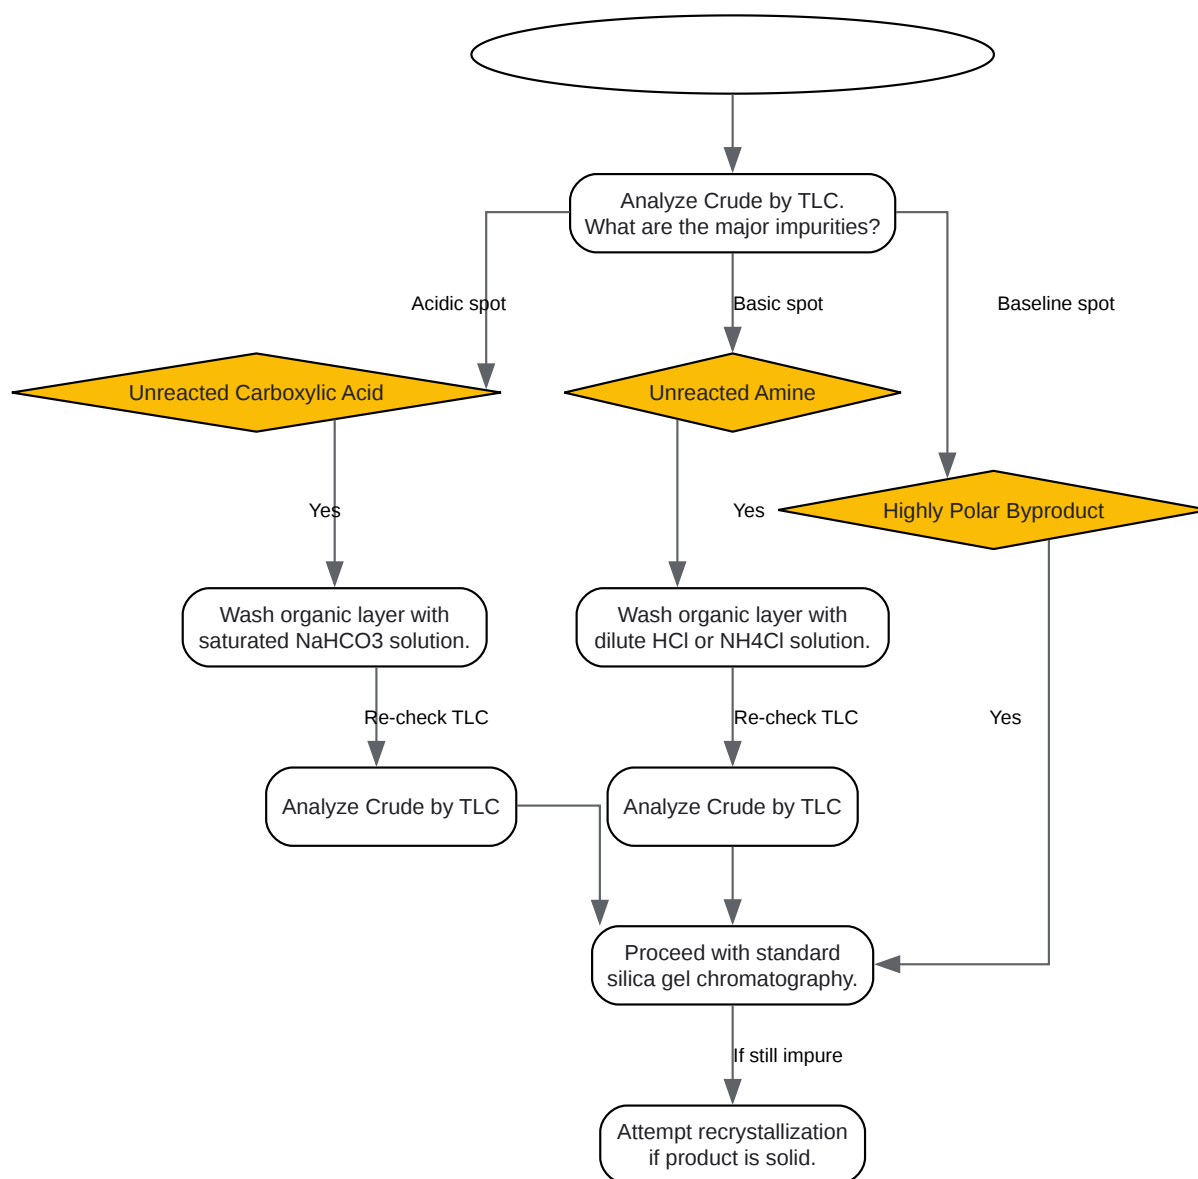 Analyze Crude by TLC.
What are the major impurities?
Acidic spot
Basic spot
Baseline spot
Unreacted Carboxylic Acid
Unreacted Amine
Highly Polar Byproduct
Yes
Yes
Wash organic layer with
saturated NaHCO3 solution.
Wash organic layer with
dilute HCl or NH4Cl solution.
Re-check TLC
Re-check TLC
Yes
Analyze Crude by TLC
Analyze Crude by TLC
Proceed with standard
silica gel chromatography.
If still impure
Attempt recrystallization
if product is solid.